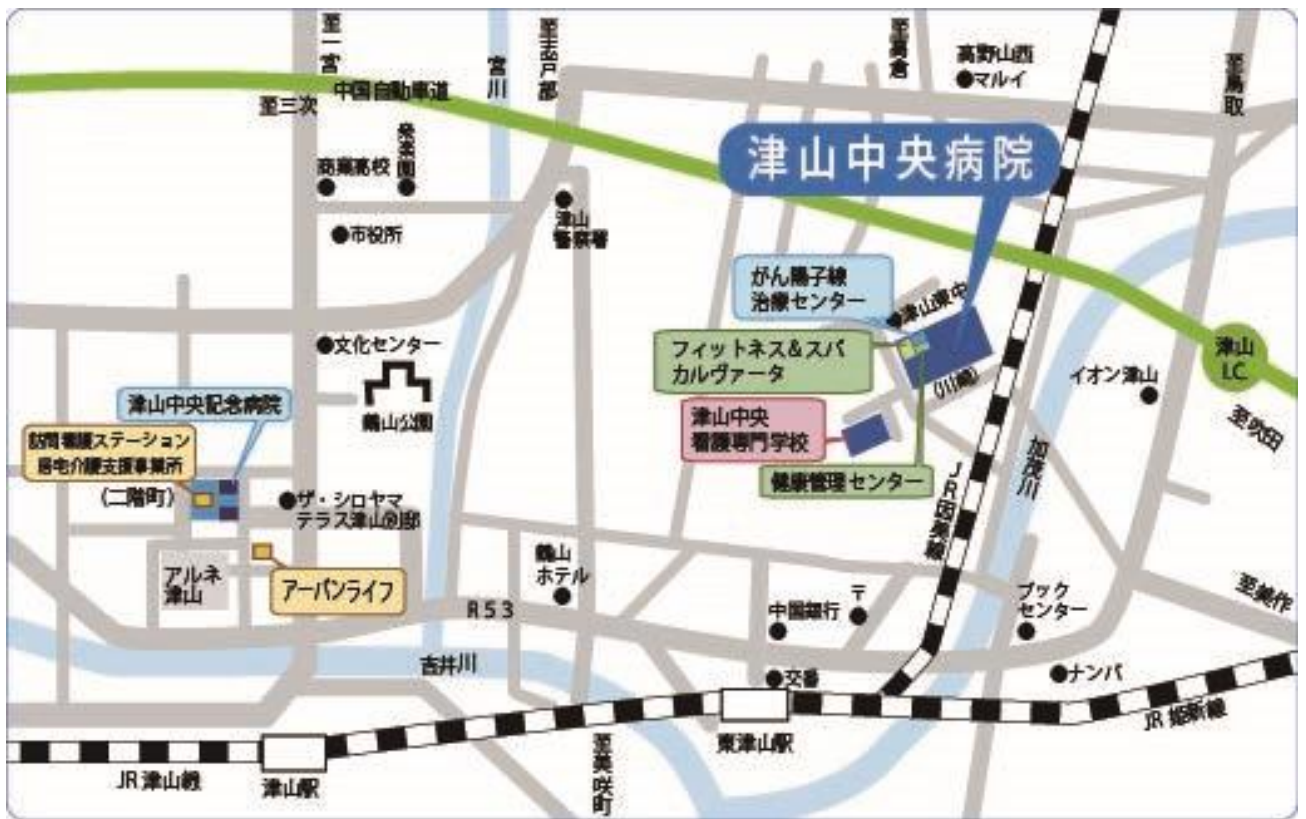 至一宮
宮川
至志戸部
至高倉
高野山西
マルイ
至鳥取
中国自動車道
至三次
商業高校
衆楽園
市役所
津山
警察署
津山中央病院
がん陽子線
治療センター
津山東中
フィットネス&スパ
カルヴァータ
(川崎)
津山中央
看護専門学校
健康管理センター
イオン津山
津山
I.C.
至吹田
加茂川
JR因美線
文化センター
鶴山公園
津山中央記念病院
訪問看護ステーション
居宅介護支援事業所
(二階町)
ザ・シロヤマ
テラス津山別邸
アルネ
津山
アーバンライフ
鶴山
ホテル
R53
中国銀行
〒
ブック
センター
至美作
吉井川
交番
ナンバ
JR姫新線
東津山駅
至美咲町
JR津山線
津山駅